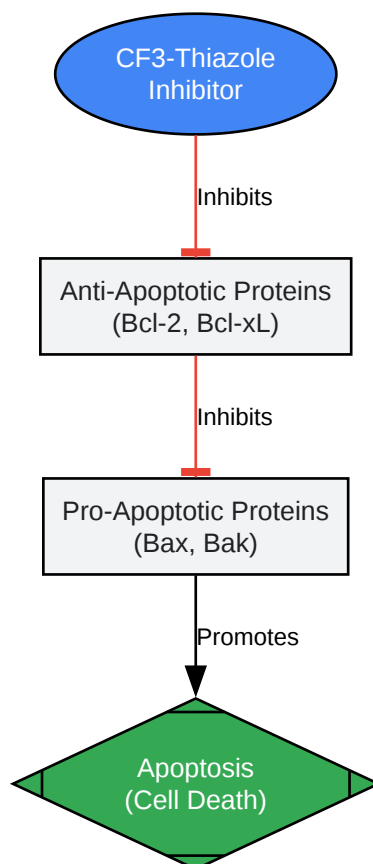 CF3-Thiazole
Inhibitor
Inhibits
Anti-Apoptotic Proteins
(Bcl-2, Bcl-xL)
Inhibits
Pro-Apoptotic Proteins
(Bax, Bak)
Promotes
Apoptosis
(Cell Death)